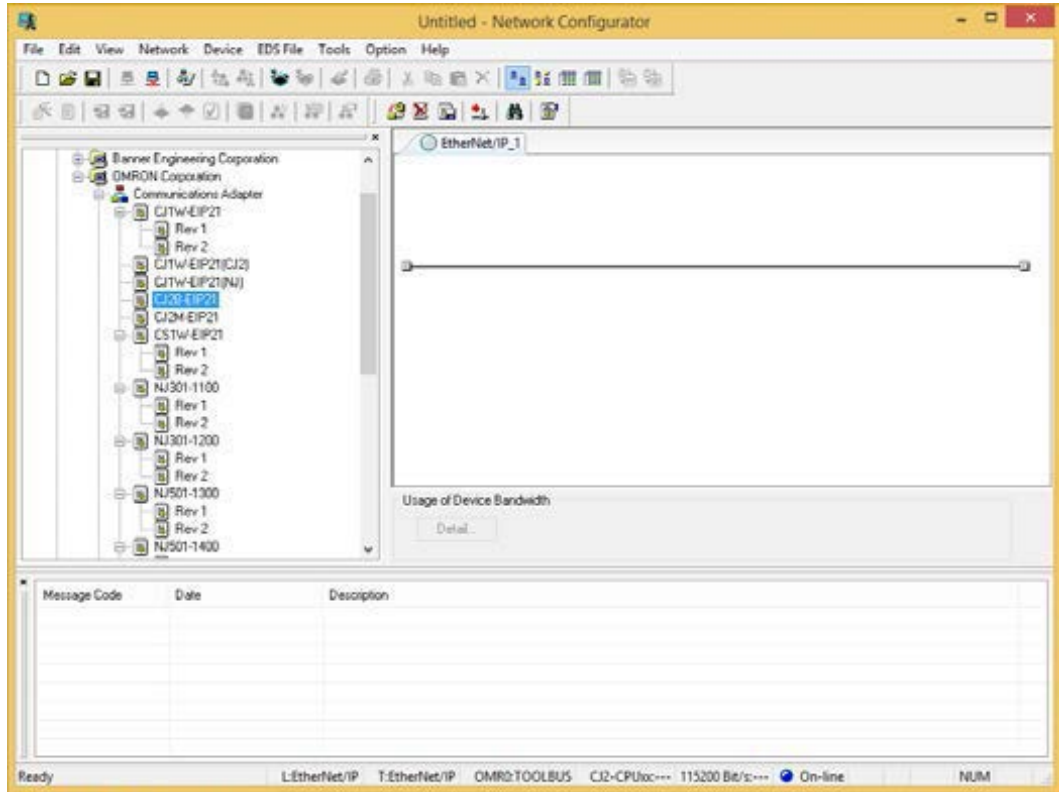 Untitled - Network Configurator
File Edit View Network Device EDS File Tools Option Help
EtherNet/IP_1
Banner Engineering Corporation
OMRON Corporation
Communications Adapter
CJ1W-EIP21
Rev 1
Rev 2
CJ1W-EIP21(CJ2)
CJ1W-EIP21(NJ)
CJ2B-EIP21
CJ2M-EIP21
CS1W-EIP21
Rev 1
Rev 2
NJ301-1100
Rev 1
Rev 2
NJ301-1200
Rev 1
Rev 2
NJ501-1300
Rev 1
Rev 2
NJ501-1400
Usage of Device Bandwidth
Detail...
Message Code Date Description
Ready L:EtherNet/IP T:EtherNet/IP OMR0:TOOLBUS CJ2-CPUxx:--- 115200 Bit/s:--- On-line NUM